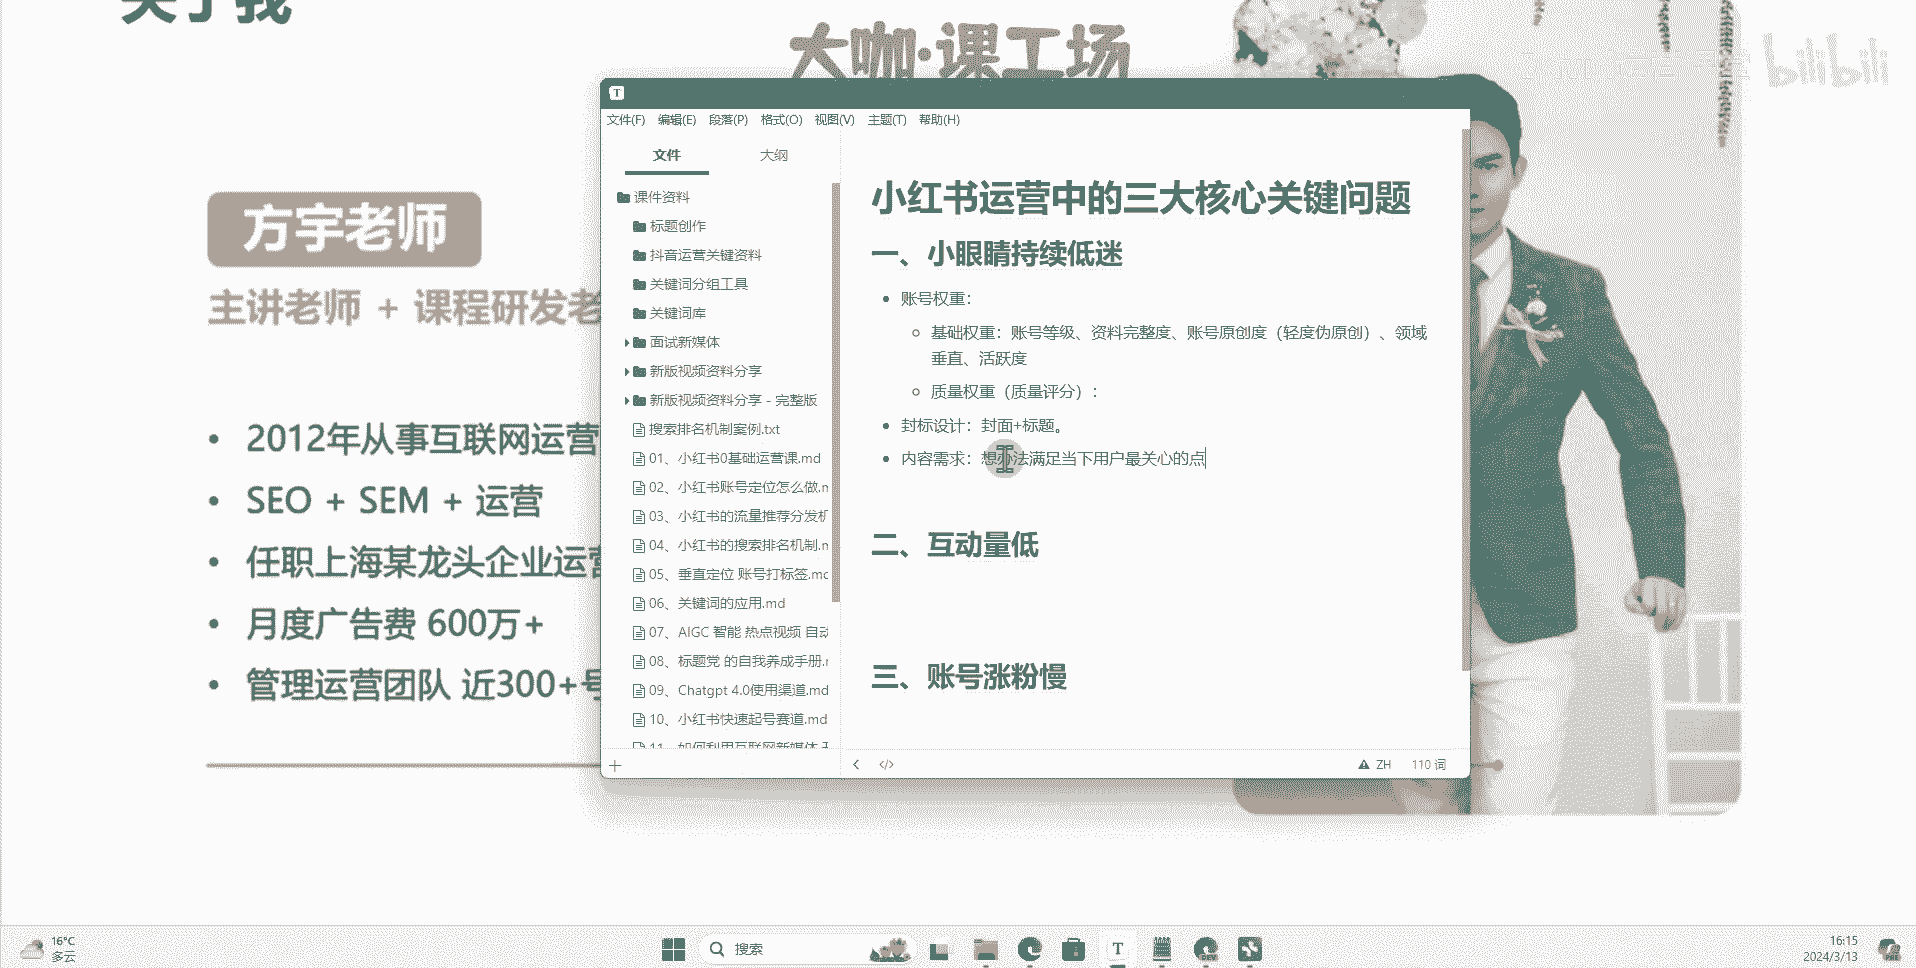 关于我
大咖·课工场
bilibili
方宇老师
主讲老师 + 课程研发老
2012年从事互联网运营
SEO + SEM + 运营
任职上海某龙头企业运营
月度广告费 600万+
管理运营团队 近300+号
文件(F) 编辑(E) 段落(P) 格式(O) 视图(V) 主题(T) 帮助(H)
文件 大纲
课件资料
标题创作
抖音运营关键资料
关键词分组工具
关键词库
面试新媒体
新版视频资料分享
新版视频资料分享 - 完整版
搜索排名机制案例.txt
01、小红书0基础运营课.md
02、小红书账号定位怎么做.m
03、小红书的流量推荐分发机
04、小红书的搜索排名机制.m
05、垂直定位 账号打标签.mc
06、关键词的应用.md
07、AIGC 智能 热点视频 自动
08、标题党 的自我养成手册.r
09、Chatgpt 4.0使用渠道.md
10、小红书快速起号赛道.md
11、如何利用互联网新媒体
小红书运营中的三大核心关键问题
一、小眼睛持续低迷
账号权重：
基础权重：账号等级、资料完整度、账号原创度（轻度伪原创）、领域
垂直、活跃度
质量权重（质量评分）：
封标设计：封面+标题。
内容需求：想办法满足当下用户最关心的点
二、互动量低
三、账号涨粉慢
ZH 110 词
16°C
多云
搜索
16:15
2024/3/13